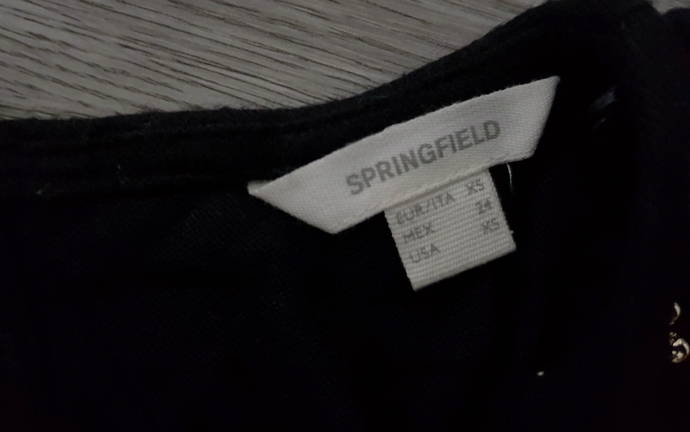 SPRINGFIELD
EUR/ITA XS
MEX 24
USA XS